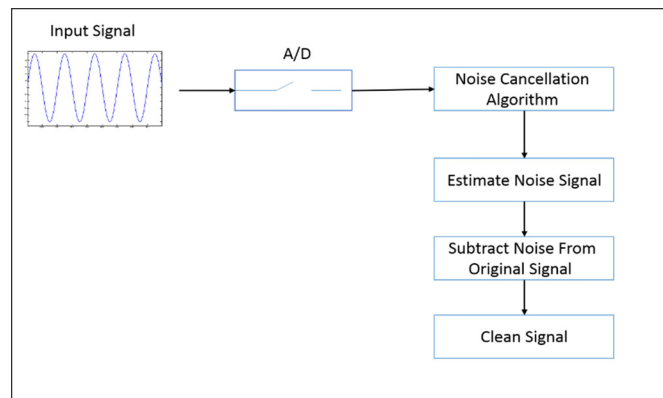 Input Signal
A/D
Noise Cancellation
Algorithm
Estimate Noise Signal
Subtract Noise From
Original Signal
Clean Signal